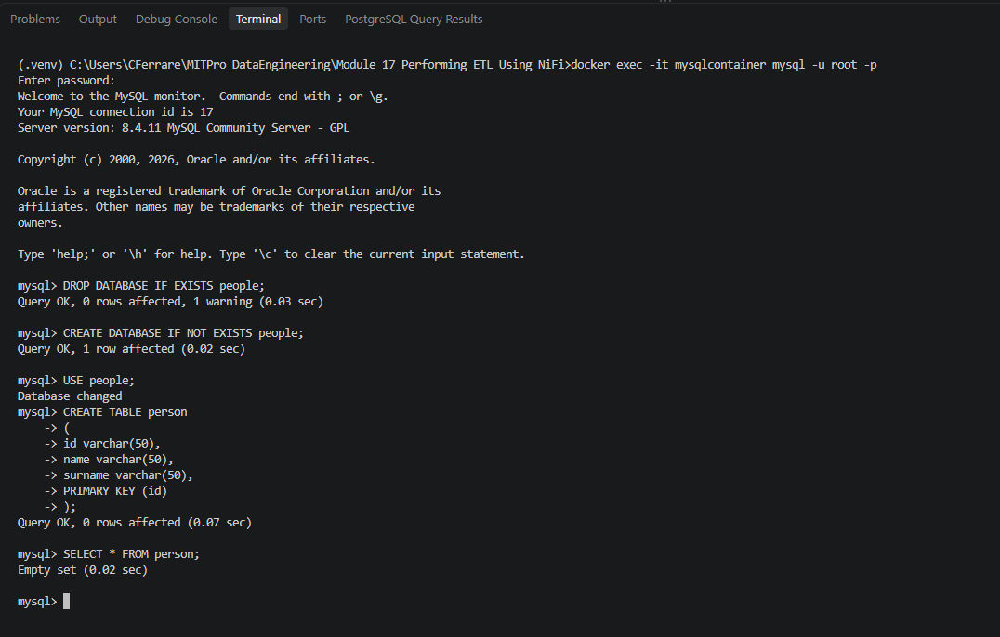 Problems Output Debug Console Terminal Ports PostgreSQL Query Results
(.venv) C:\Users\CFerrare\MITPro_DataEngineering\Module_17_Performing_ETL_Using_NiFi>docker exec -it mysqlcontainer mysql -u root -p
Enter password:
Welcome to the MySQL monitor.  Commands end with ; or \g.
Your MySQL connection id is 17
Server version: 8.4.11 MySQL Community Server - GPL
Copyright (c) 2000, 2026, Oracle and/or its affiliates.
Oracle is a registered trademark of Oracle Corporation and/or its
affiliates. Other names may be trademarks of their respective
owners.
Type 'help;' or '\h' for help. Type '\c' to clear the current input statement.
mysql> DROP DATABASE IF EXISTS people;
Query OK, 0 rows affected, 1 warning (0.03 sec)
mysql> CREATE DATABASE IF NOT EXISTS people;
Query OK, 1 row affected (0.02 sec)
mysql> USE people;
Database changed
mysql> CREATE TABLE person
    -> (
    -> id varchar(50),
    -> name varchar(50),
    -> surname varchar(50),
    -> PRIMARY KEY (id)
    -> );
Query OK, 0 rows affected (0.07 sec)
mysql> SELECT * FROM person;
Empty set (0.02 sec)
mysql>